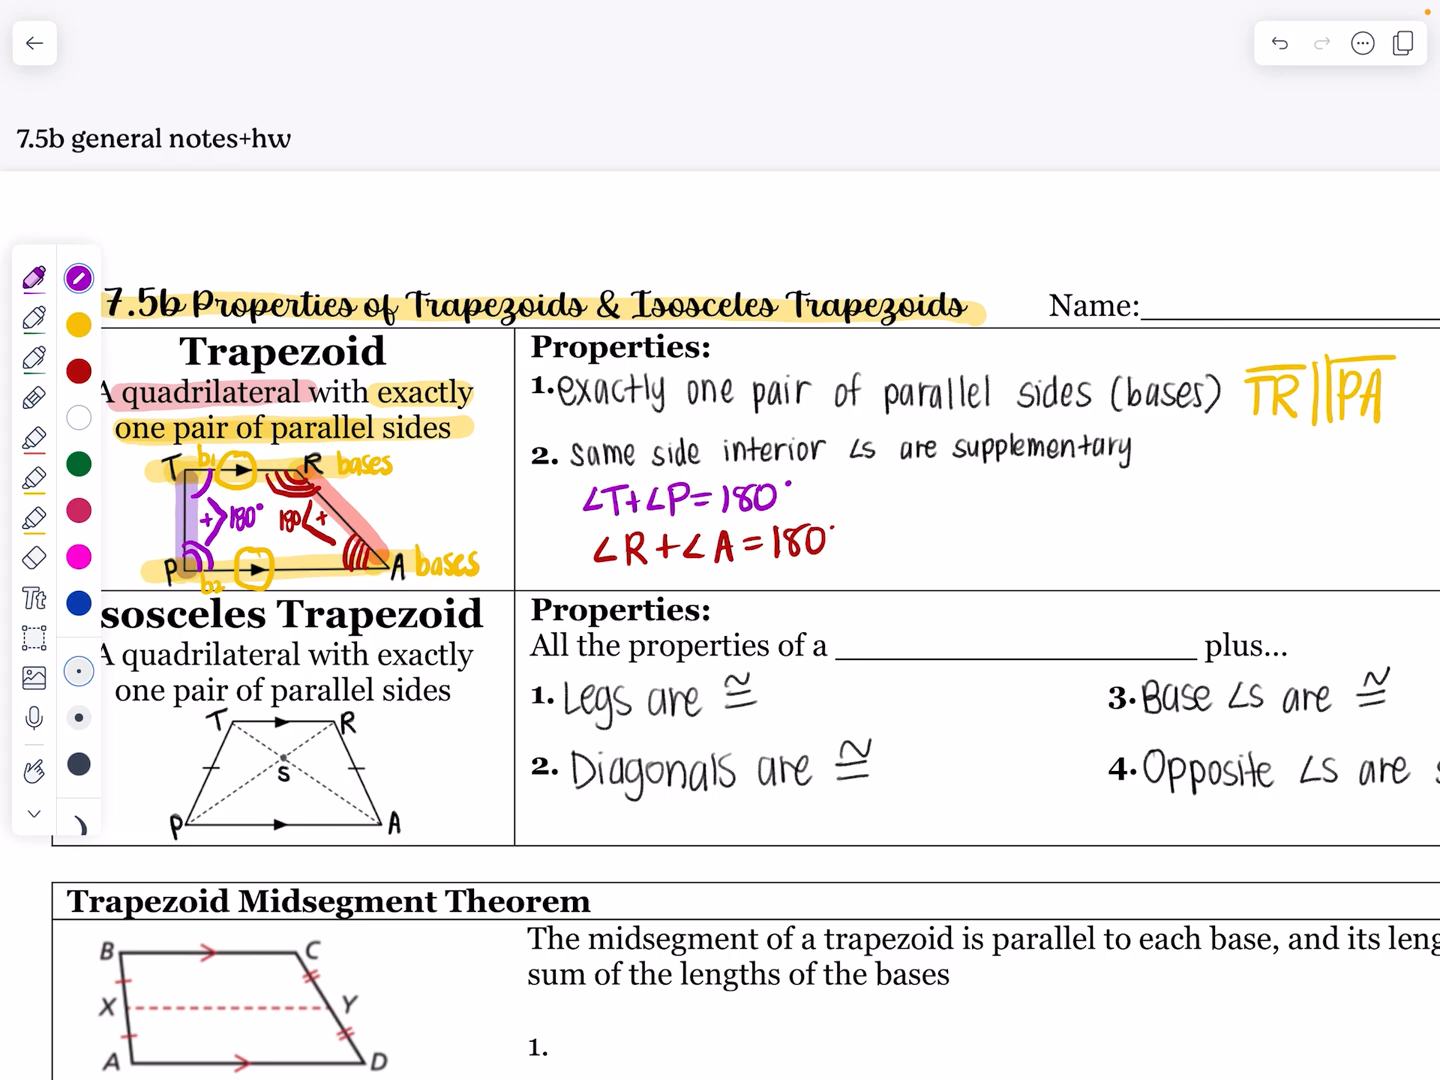 7.5b general notes+hw
7.5b Properties of Trapezoids & Isosceles Trapezoids
Name:
Trapezoid
A quadrilateral with exactly
one pair of parallel sides
T b₁ R bases
+ 180° 180 +
P b₂ A bases
Properties:
1. exactly one pair of parallel sides (bases) TR || PA
2. same side interior ∠s are supplementary
∠T+∠P=180°
∠R+∠A=180°
sosceles Trapezoid
A quadrilateral with exactly
one pair of parallel sides
T R
S
P A
Properties:
All the properties of a ____ plus...
1. Legs are ≅
3. Base ∠s are ≅
2. Diagonals are ≅
4. Opposite ∠s are
Trapezoid Midsegment Theorem
B C
X Y
A D
The midsegment of a trapezoid is parallel to each base, and its leng
sum of the lengths of the bases
1.
Tt